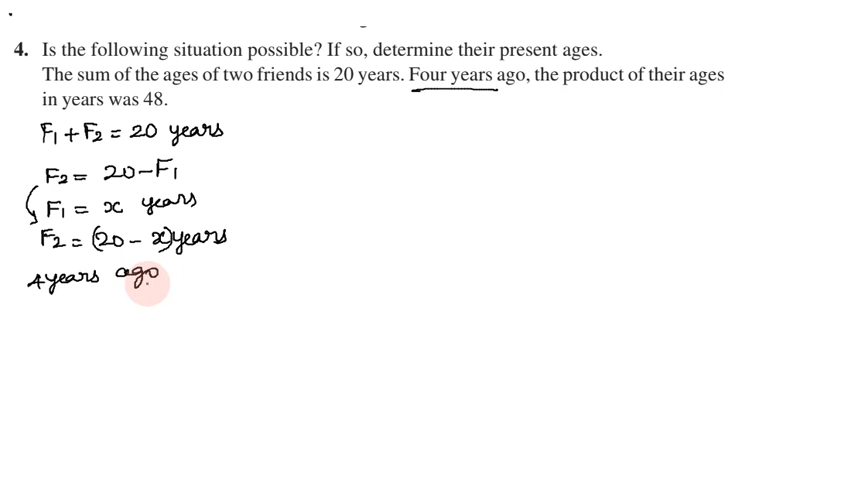 4. Is the following situation possible? If so, determine their present ages.
The sum of the ages of two friends is 20 years. Four years ago, the product of their ages
in years was 48.
F₁ + F₂ = 20 years
F₂ = 20 - F₁
F₁ = x years
F₂ = (20 - x) years
4 years ago